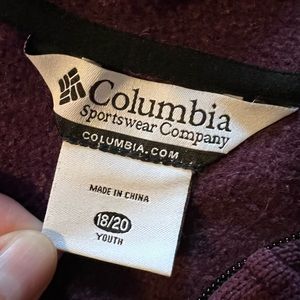 Columbia
Sportswear Company
COLUMBIA.COM
MADE IN CHINA
18/20
YOUTH